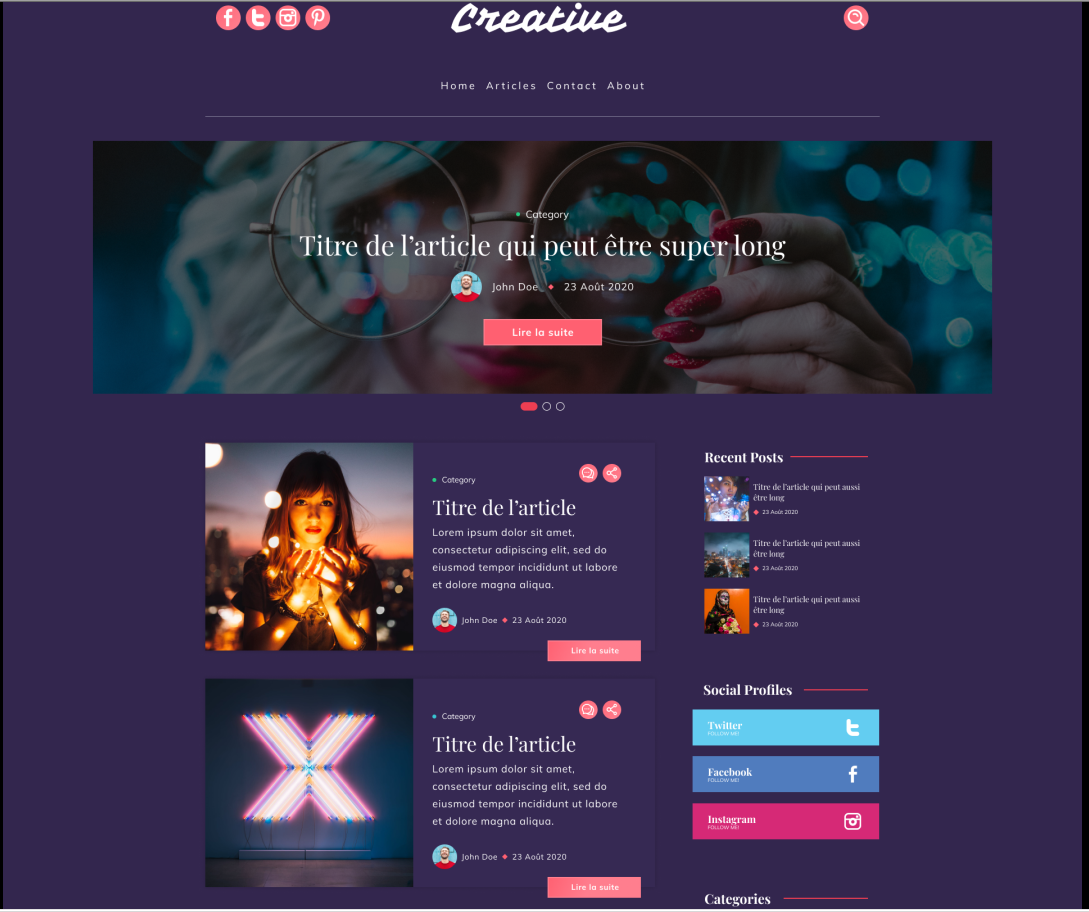 Creative
Home Articles Contact About
Category
Titre de l’article qui peut être super long
John Doe 23 Août 2020
Lire la suite
Category
Titre de l’article
Lorem ipsum dolor sit amet,
consectetur adipiscing elit, sed do
eiusmod tempor incididunt ut labore
et dolore magna aliqua.
John Doe 23 Août 2020
Lire la suite
Category
Titre de l’article
Lorem ipsum dolor sit amet,
consectetur adipiscing elit, sed do
eiusmod tempor incididunt ut labore
et dolore magna aliqua.
John Doe 23 Août 2020
Lire la suite
Recent Posts
Titre de l’article qui peut aussi
être long
23 Août 2020
Titre de l’article qui peut aussi
être long
23 Août 2020
Titre de l’article qui peut aussi
être long
23 Août 2020
Social Profiles
Twitter
FOLLOW ME!
Facebook
FOLLOW ME!
Instagram
FOLLOW ME!
Categories